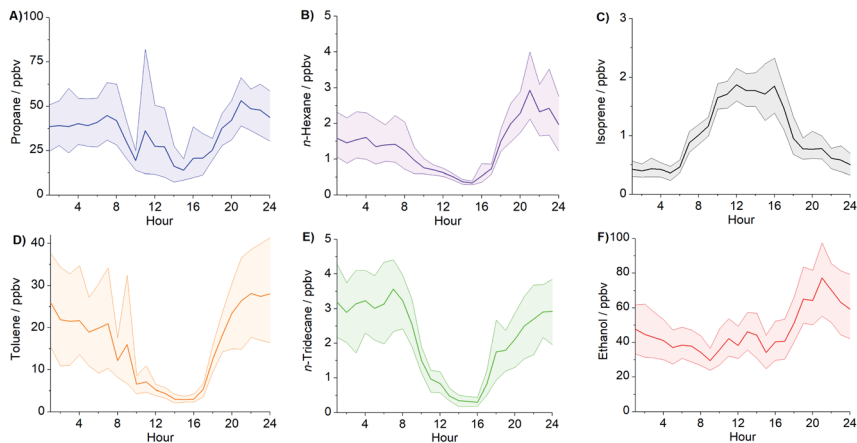 A) 100
75
50
25
0
Propane / ppbv
4 8 12 16 20 24
Hour
B) 5
4
3
2
1
0
n-Hexane / ppbv
4 8 12 16 20 24
Hour
C) 3
2
1
0
Isoprene / ppbv
4 8 12 16 20 24
Hour
D) 40
30
20
10
0
Toluene / ppbv
4 8 12 16 20 24
Hour
E) 5
4
3
2
1
0
n-Tridecane / ppbv
4 8 12 16 20 24
Hour
F) 100
80
60
40
20
0
Ethanol / ppbv
4 8 12 16 20 24
Hour